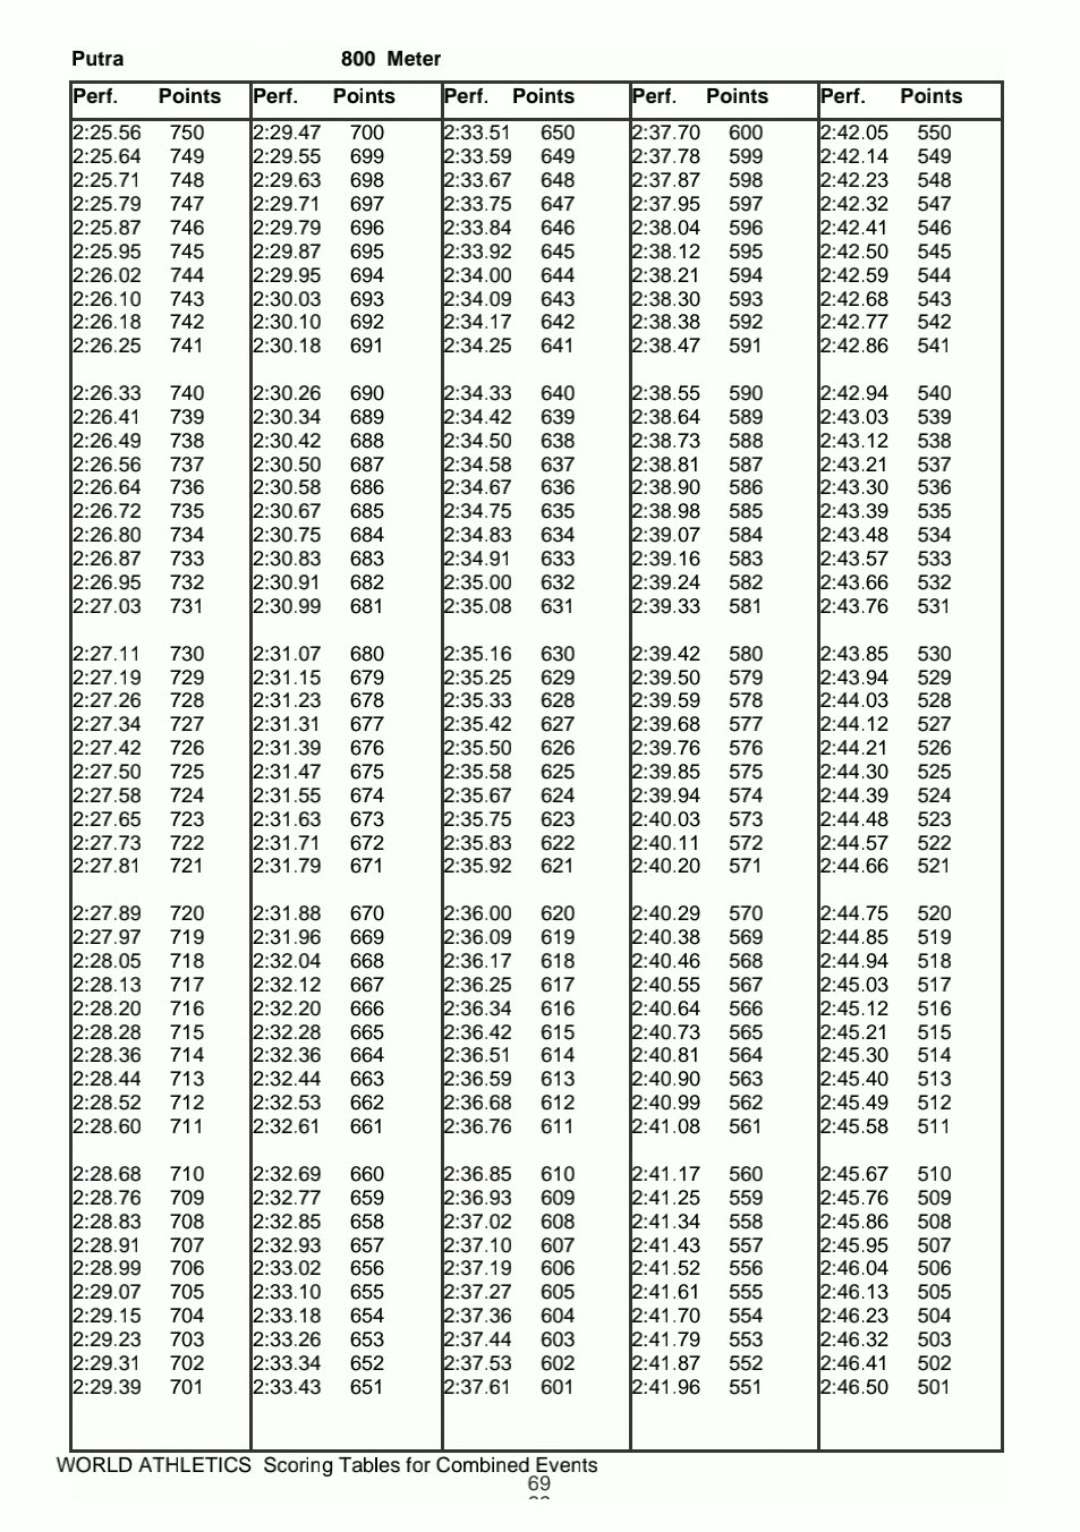 Putra 800 Meter
Perf. Points Perf. Points Perf. Points Perf. Points Perf. Points
2:25.56 750 2:29.47 700 2:33.51 650 2:37.70 600 2:42.05 550
2:25.64 749 2:29.55 699 2:33.59 649 2:37.78 599 2:42.14 549
2:25.71 748 2:29.63 698 2:33.67 648 2:37.87 598 2:42.23 548
2:25.79 747 2:29.71 697 2:33.75 647 2:37.95 597 2:42.32 547
2:25.87 746 2:29.79 696 2:33.84 646 2:38.04 596 2:42.41 546
2:25.95 745 2:29.87 695 2:33.92 645 2:38.12 595 2:42.50 545
2:26.02 744 2:29.95 694 2:34.00 644 2:38.21 594 2:42.59 544
2:26.10 743 2:30.03 693 2:34.09 643 2:38.30 593 2:42.68 543
2:26.18 742 2:30.10 692 2:34.17 642 2:38.38 592 2:42.77 542
2:26.25 741 2:30.18 691 2:34.25 641 2:38.47 591 2:42.86 541
2:26.33 740 2:30.26 690 2:34.33 640 2:38.55 590 2:42.94 540
2:26.41 739 2:30.34 689 2:34.42 639 2:38.64 589 2:43.03 539
2:26.49 738 2:30.42 688 2:34.50 638 2:38.73 588 2:43.12 538
2:26.56 737 2:30.50 687 2:34.58 637 2:38.81 587 2:43.21 537
2:26.64 736 2:30.58 686 2:34.67 636 2:38.90 586 2:43.30 536
2:26.72 735 2:30.67 685 2:34.75 635 2:38.98 585 2:43.39 535
2:26.80 734 2:30.75 684 2:34.83 634 2:39.07 584 2:43.48 534
2:26.87 733 2:30.83 683 2:34.91 633 2:39.16 583 2:43.57 533
2:26.95 732 2:30.91 682 2:35.00 632 2:39.24 582 2:43.66 532
2:27.03 731 2:30.99 681 2:35.08 631 2:39.33 581 2:43.76 531
2:27.11 730 2:31.07 680 2:35.16 630 2:39.42 580 2:43.85 530
2:27.19 729 2:31.15 679 2:35.25 629 2:39.50 579 2:43.94 529
2:27.26 728 2:31.23 678 2:35.33 628 2:39.59 578 2:44.03 528
2:27.34 727 2:31.31 677 2:35.42 627 2:39.68 577 2:44.12 527
2:27.42 726 2:31.39 676 2:35.50 626 2:39.76 576 2:44.21 526
2:27.50 725 2:31.47 675 2:35.58 625 2:39.85 575 2:44.30 525
2:27.58 724 2:31.55 674 2:35.67 624 2:39.94 574 2:44.39 524
2:27.65 723 2:31.63 673 2:35.75 623 2:40.03 573 2:44.48 523
2:27.73 722 2:31.71 672 2:35.83 622 2:40.11 572 2:44.57 522
2:27.81 721 2:31.79 671 2:35.92 621 2:40.20 571 2:44.66 521
2:27.89 720 2:31.88 670 2:36.00 620 2:40.29 570 2:44.75 520
2:27.97 719 2:31.96 669 2:36.09 619 2:40.38 569 2:44.85 519
2:28.05 718 2:32.04 668 2:36.17 618 2:40.46 568 2:44.94 518
2:28.13 717 2:32.12 667 2:36.25 617 2:40.55 567 2:45.03 517
2:28.20 716 2:32.20 666 2:36.34 616 2:40.64 566 2:45.12 516
2:28.28 715 2:32.28 665 2:36.42 615 2:40.73 565 2:45.21 515
2:28.36 714 2:32.36 664 2:36.51 614 2:40.81 564 2:45.30 514
2:28.44 713 2:32.44 663 2:36.59 613 2:40.90 563 2:45.40 513
2:28.52 712 2:32.53 662 2:36.68 612 2:40.99 562 2:45.49 512
2:28.60 711 2:32.61 661 2:36.76 611 2:41.08 561 2:45.58 511
2:28.68 710 2:32.69 660 2:36.85 610 2:41.17 560 2:45.67 510
2:28.76 709 2:32.77 659 2:36.93 609 2:41.25 559 2:45.76 509
2:28.83 708 2:32.85 658 2:37.02 608 2:41.34 558 2:45.86 508
2:28.91 707 2:32.93 657 2:37.10 607 2:41.43 557 2:45.95 507
2:28.99 706 2:33.02 656 2:37.19 606 2:41.52 556 2:46.04 506
2:29.07 705 2:33.10 655 2:37.27 605 2:41.61 555 2:46.13 505
2:29.15 704 2:33.18 654 2:37.36 604 2:41.70 554 2:46.23 504
2:29.23 703 2:33.26 653 2:37.44 603 2:41.79 553 2:46.32 503
2:29.31 702 2:33.34 652 2:37.53 602 2:41.87 552 2:46.41 502
2:29.39 701 2:33.43 651 2:37.61 601 2:41.96 551 2:46.50 501
WORLD ATHLETICS Scoring Tables for Combined Events
69